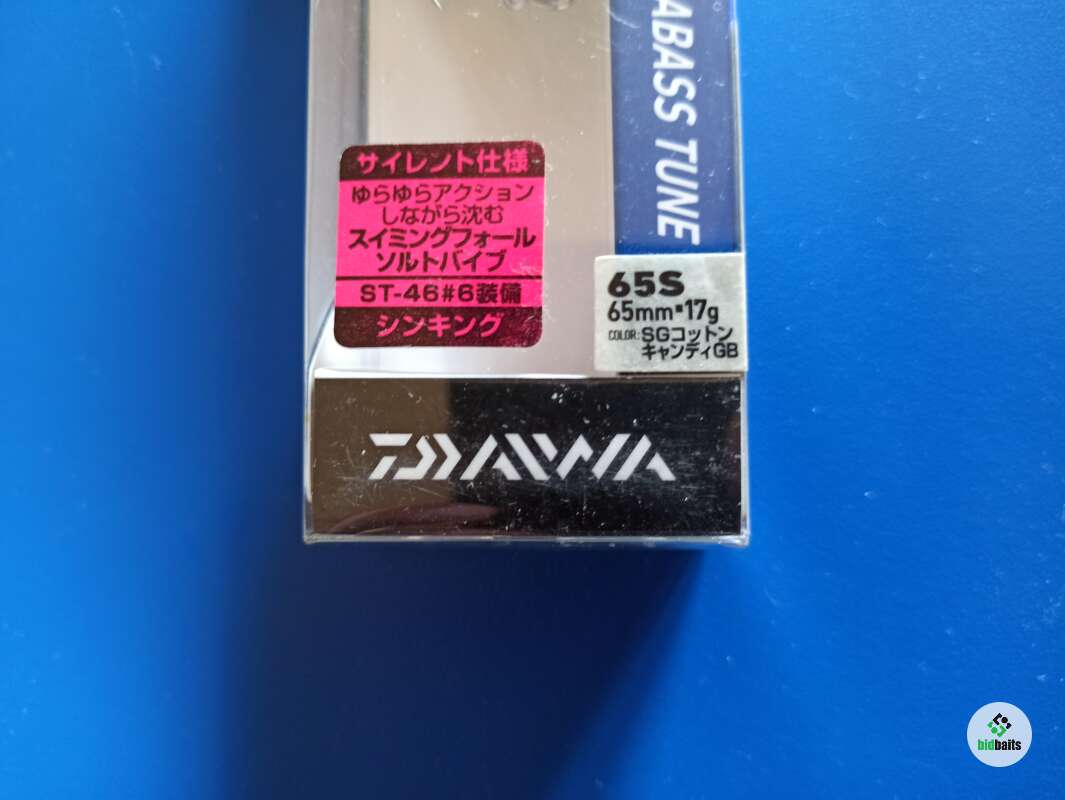 ABASS TUNE
サイレント仕様
ゆらゆらアクション
しながら沈む
スイミングフォール
ソルトバイブ
ST-46#6装備
シンキング
65S
65mm▪17g
COLOR:SGコットン
キャンディGB
DAIWA
bidbaits